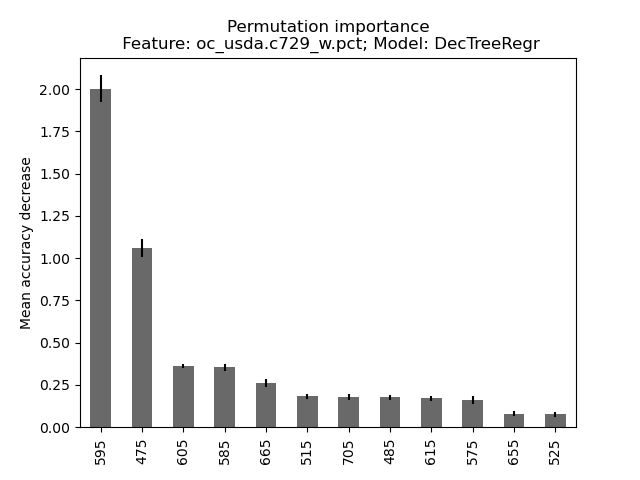 Permutation importance
Feature: oc_usda.c729_w.pct; Model: DecTreeRegr
Mean accuracy decrease
2.00
1.75
1.50
1.25
1.00
0.75
0.50
0.25
0.00
595 475 605 585 665 515 705 485 615 575 655 525